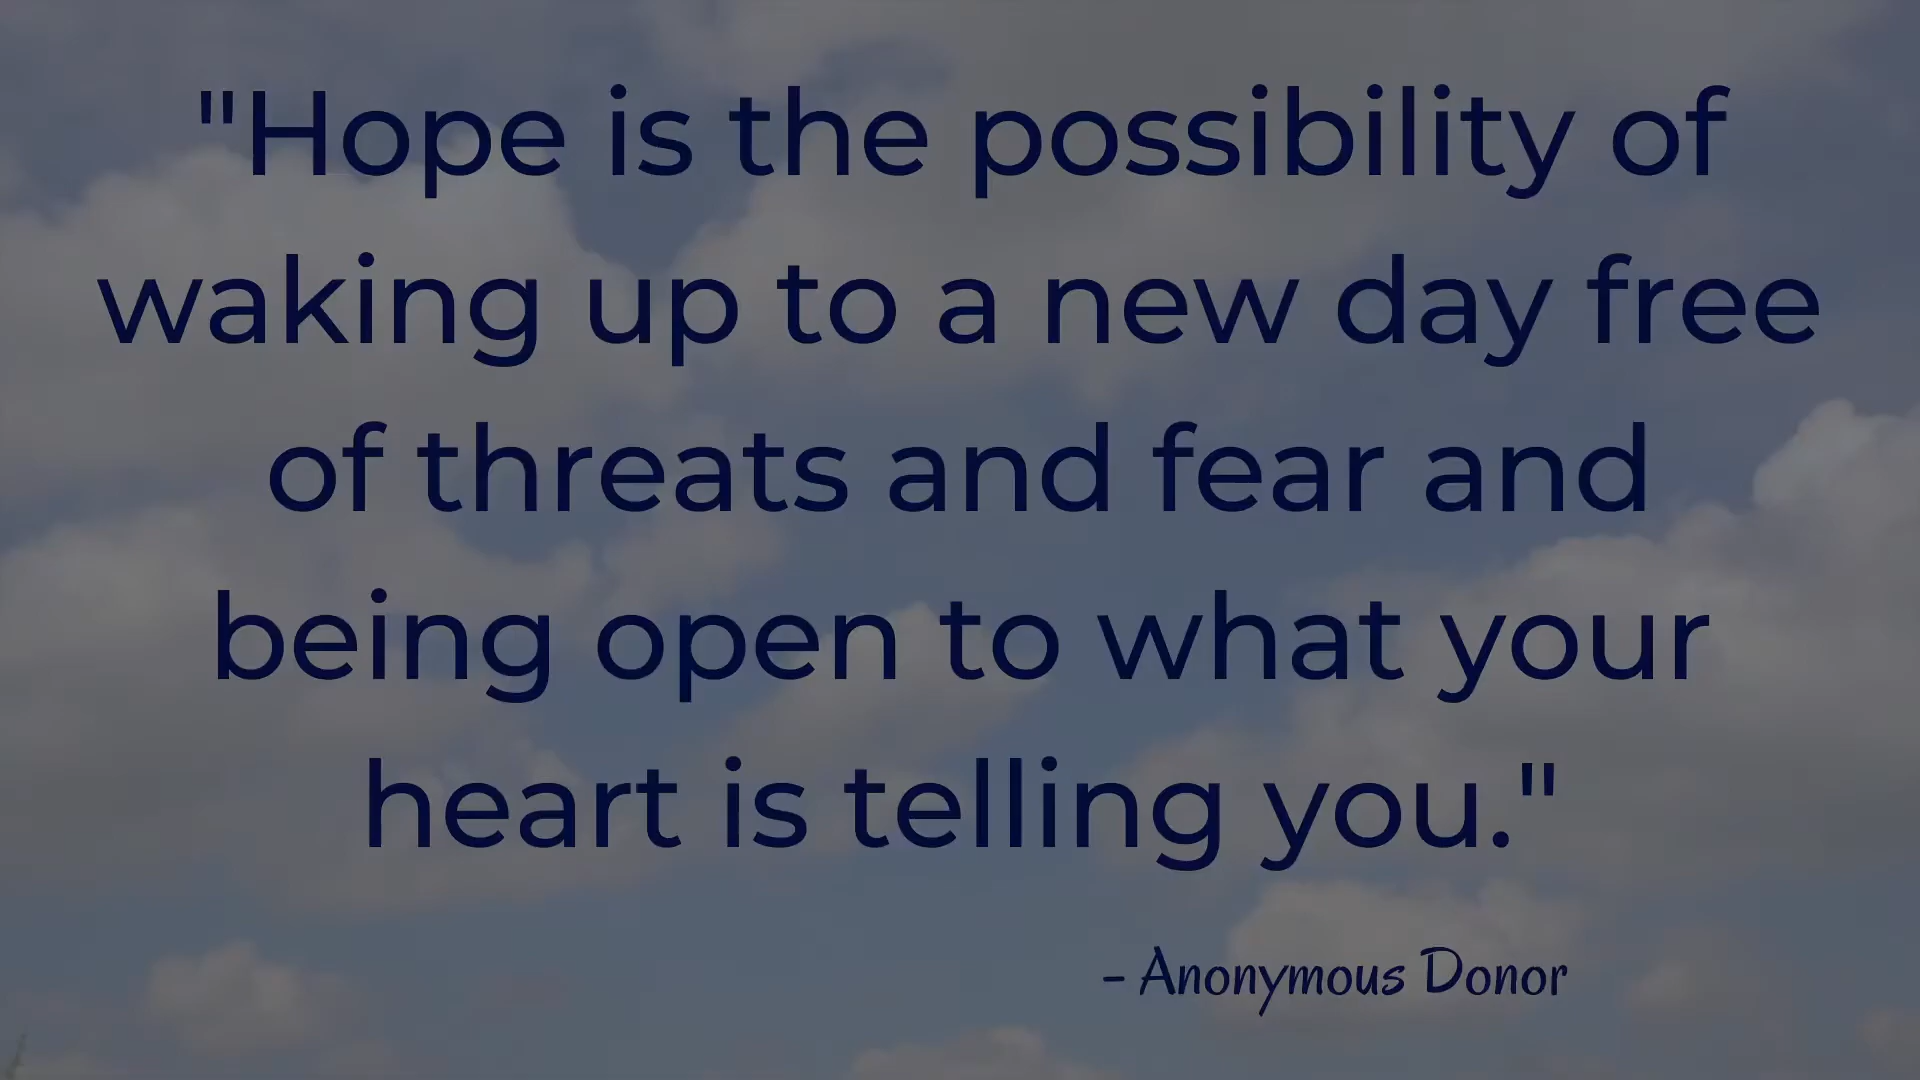 "Hope is the possibility of
waking up to a new day free
of threats and fear and
being open to what your
heart is telling you."
- Anonymous Donor